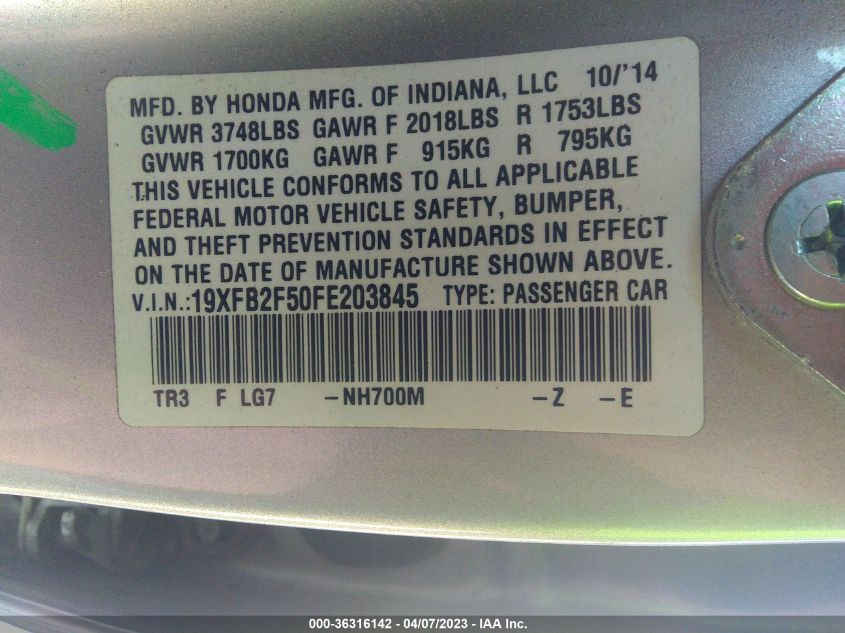 MFD. BY HONDA MFG. OF INDIANA, LLC 10/'14
GVWR 3748LBS GAWR F 2018LBS R 1753LBS
GVWR 1700KG GAWR F 915KG R 795KG
THIS VEHICLE CONFORMS TO ALL APPLICABLE
FEDERAL MOTOR VEHICLE SAFETY, BUMPER,
AND THEFT PREVENTION STANDARDS IN EFFECT
ON THE DATE OF MANUFACTURE SHOWN ABOVE.
V.I.N.:19XFB2F50FE203845 TYPE: PASSENGER CAR
TR3 F LG7 -NH700M -Z -E
000-36316142 - 04/07/2023 - IAA Inc.